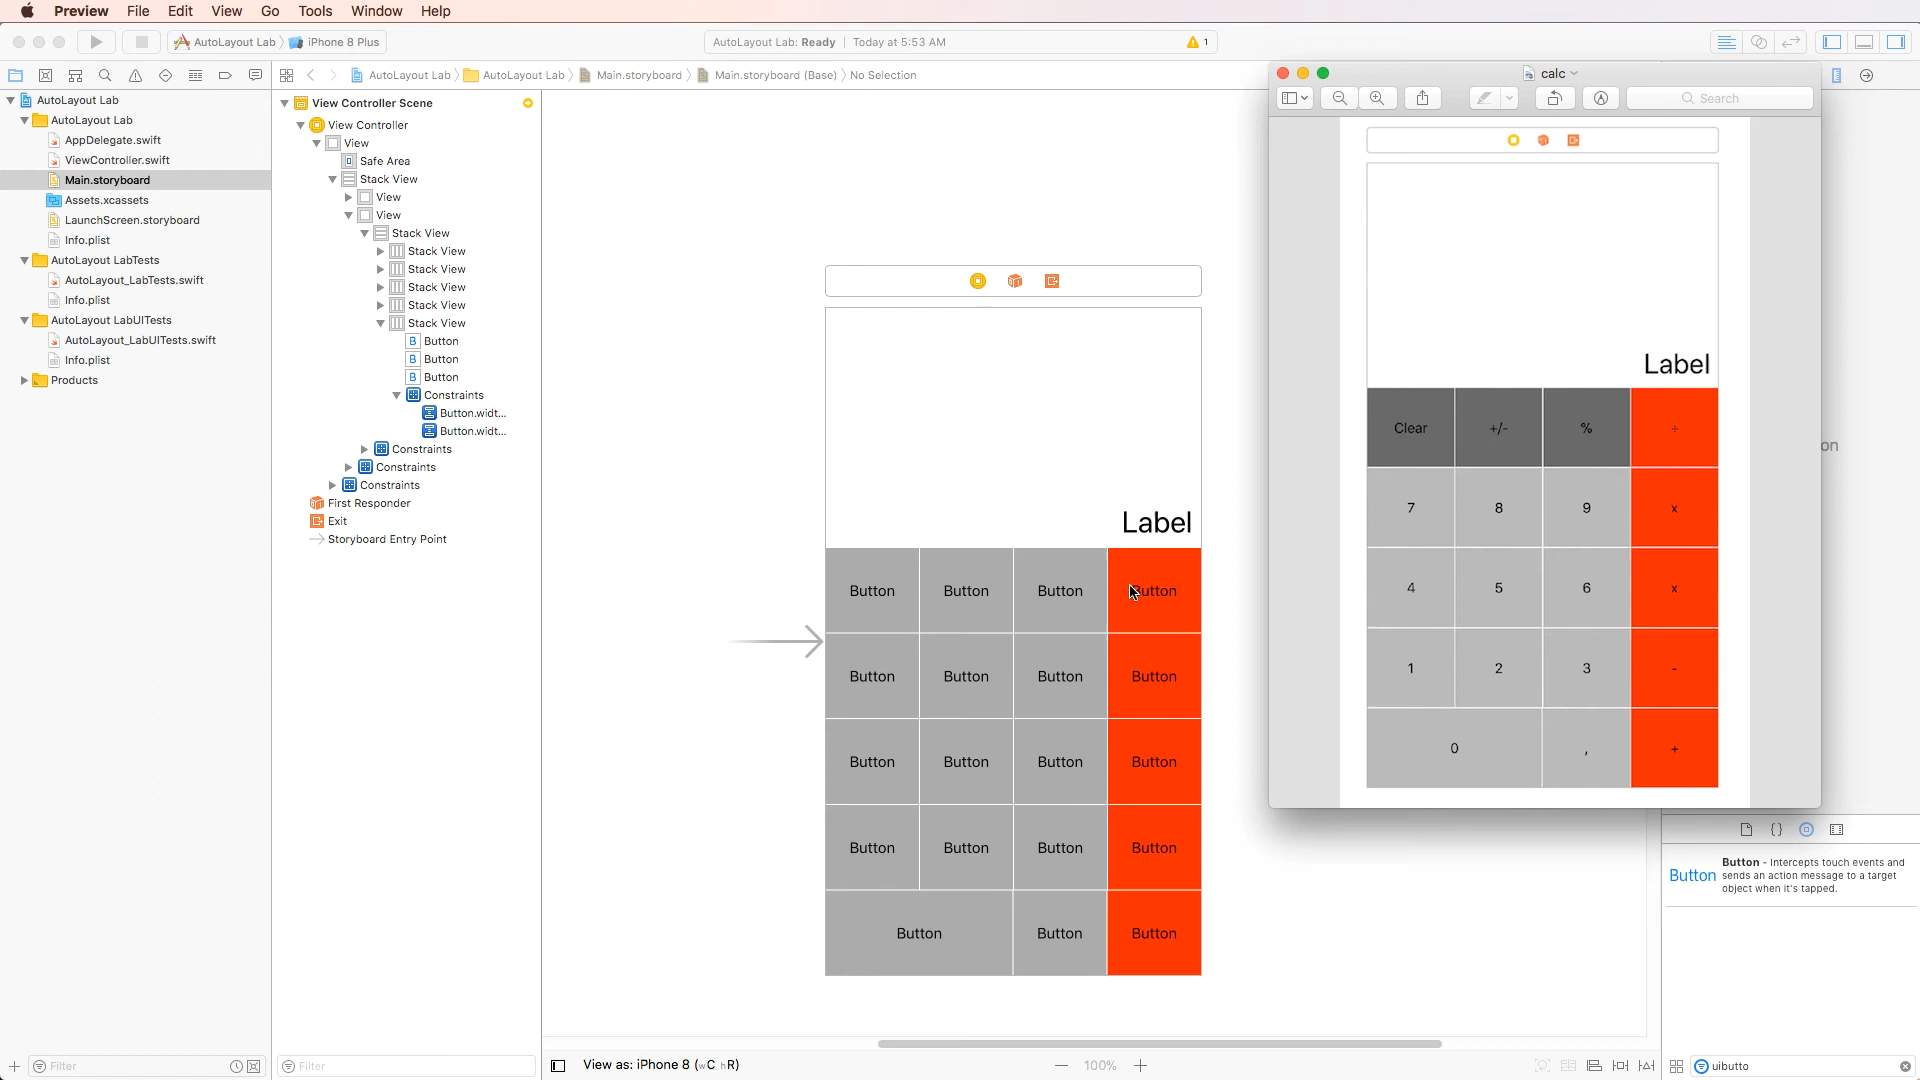 Preview File Edit View Go Tools Window Help
AutoLayout Lab iPhone 8 Plus
AutoLayout Lab: Ready Today at 5:53 AM
1
AutoLayout Lab AutoLayout Lab Main.storyboard Main.storyboard (Base) No Selection
AutoLayout Lab
AutoLayout Lab
AppDelegate.swift
ViewController.swift
Main.storyboard
Assets.xcassets
LaunchScreen.storyboard
Info.plist
AutoLayout LabTests
AutoLayout_LabTests.swift
Info.plist
AutoLayout LabUITests
AutoLayout_LabUITests.swift
Info.plist
Products
Filter
View Controller Scene
View Controller
View
Safe Area
Stack View
View
View
Stack View
Stack View
Stack View
Stack View
Stack View
Stack View
B Button
B Button
B Button
Constraints
Button.widt...
Button.widt...
Constraints
Constraints
Constraints
First Responder
Exit
Storyboard Entry Point
Filter
Label
Button Button Button Button
Button Button Button Button
Button Button Button Button
Button Button Button Button
Button Button Button
View as: iPhone 8 (wC hR)
100%
calc
Search
Label
Clear +/- % ÷
7 8 9 x
4 5 6 x
1 2 3 -
0 , +
on
{}
Button
Button - Intercepts touch events and
sends an action message to a target
object when it's tapped.
uibutto